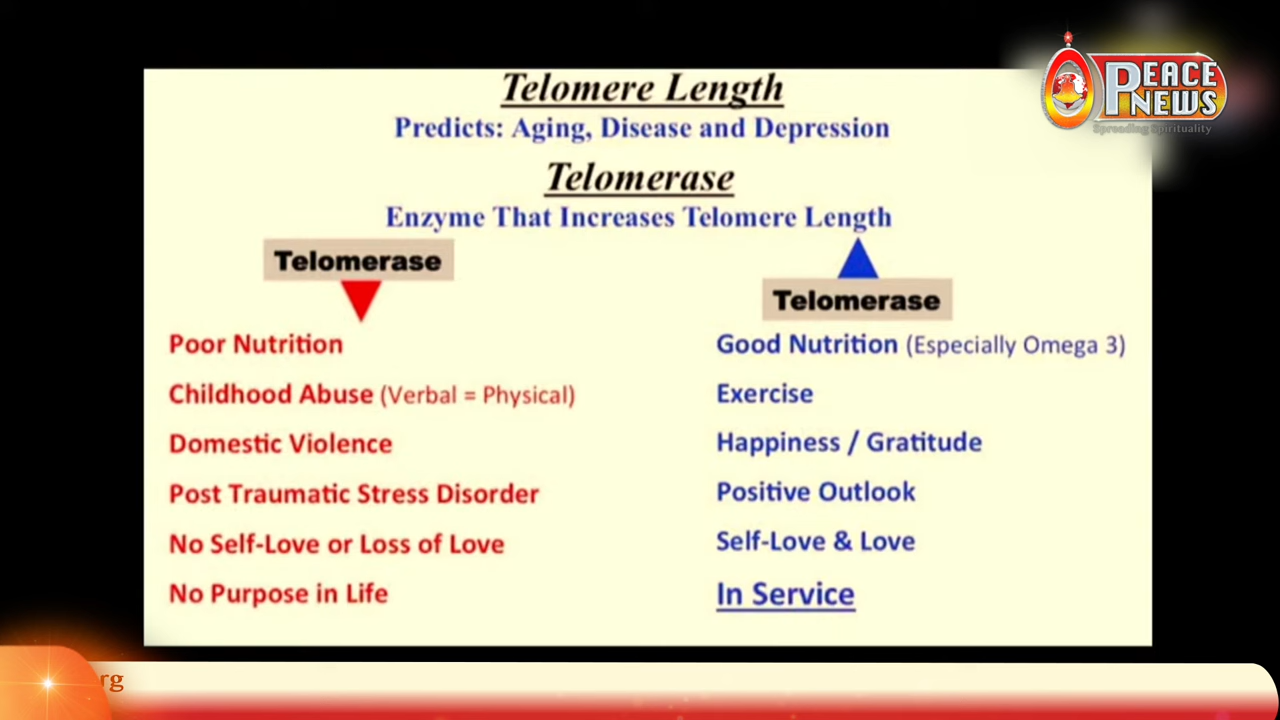 Telomere Length
Predicts: Aging, Disease and Depression
Telomerase
Enzyme That Increases Telomere Length
Telomerase
Poor Nutrition
Childhood Abuse (Verbal = Physical)
Domestic Violence
Post Traumatic Stress Disorder
No Self-Love or Loss of Love
No Purpose in Life
Telomerase
Good Nutrition (Especially Omega 3)
Exercise
Happiness / Gratitude
Positive Outlook
Self-Love & Love
In Service
PEACE
NEWS
Spreading Spirituality
rg